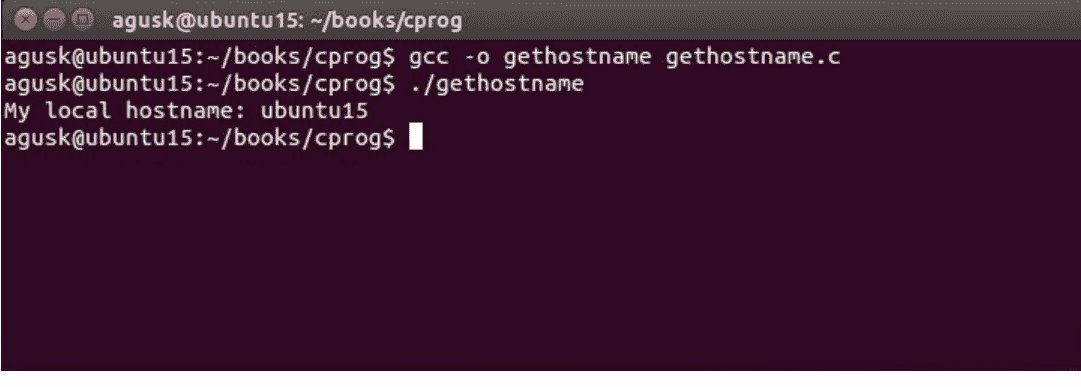 agusk@ubuntu15: ~/books/cprog
agusk@ubuntu15:~/books/cprog$ gcc -o gethostname gethostname.c
agusk@ubuntu15:~/books/cprog$ ./gethostname
My local hostname: ubuntu15
agusk@ubuntu15:~/books/cprog$